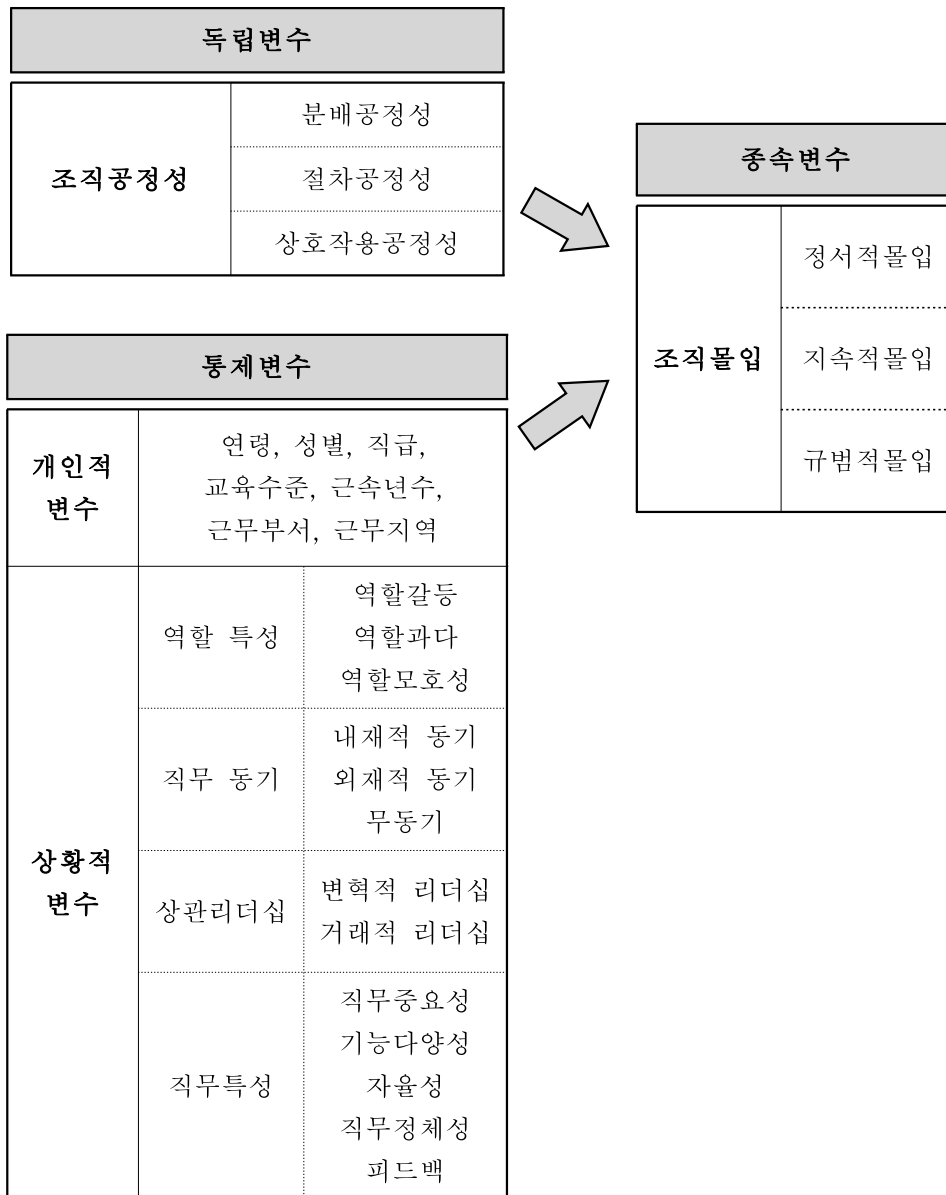 독립변수
조직공정성
분배공정성
절차공정성
상호작용공정성
종속변수
조직몰입
정서적몰입
지속적몰입
규범적몰입
통제변수
개인적
변수
연령, 성별, 직급,
교육수준, 근속년수,
근무부서, 근무지역
상황적
변수
역할 특성
역할갈등
역할과다
역할모호성
직무 동기
내재적 동기
외재적 동기
무동기
상관리더십
변혁적 리더십
거래적 리더십
직무특성
직무중요성
기능다양성
자율성
직무정체성
피드백